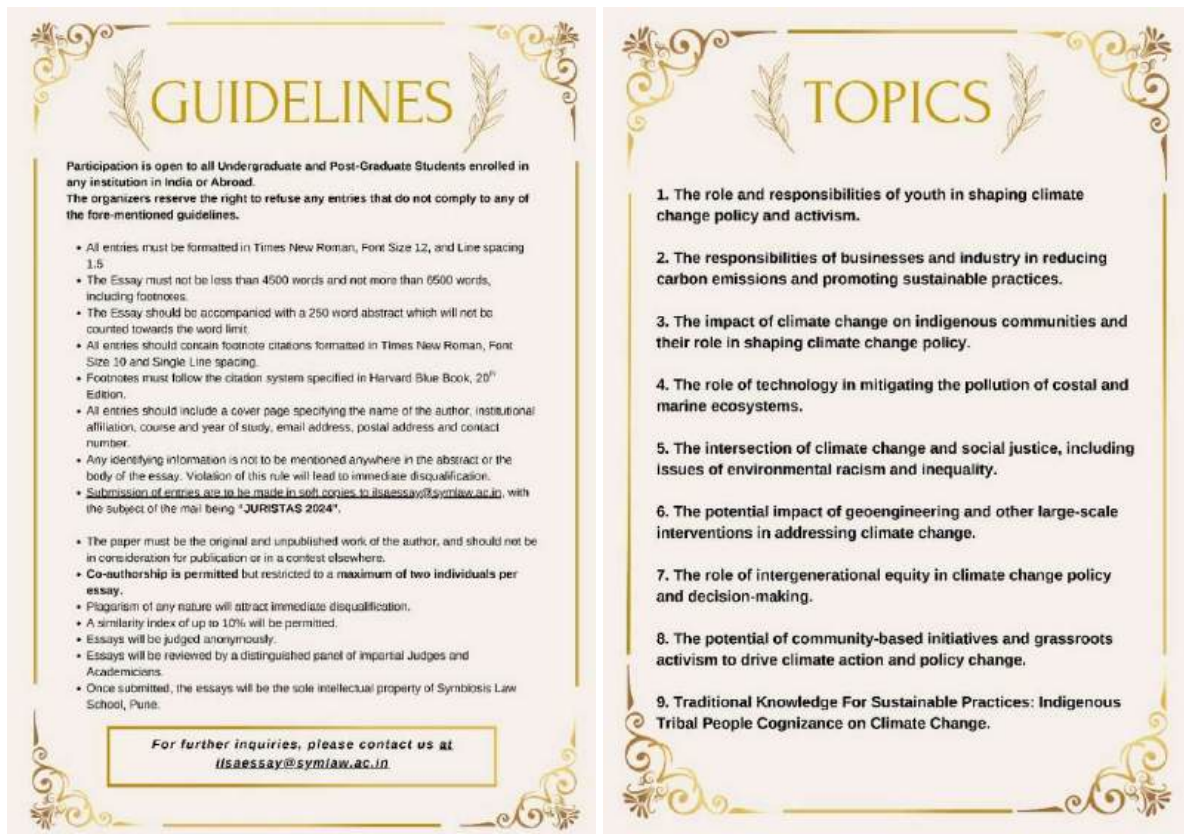 GUIDELINES
Participation is open to all Undergraduate and Post-Graduate Students enrolled in
any institution in India or Abroad.
The organizers reserve the right to refuse any entries that do not comply to any of
the fore-mentioned guidelines.
• All entries must be formatted in Times New Roman, Font Size 12, and Line spacing
1.5
• The Essay must not be less than 4500 words and not more than 6500 words,
including footnotes.
• The Essay should be accompanied with a 250 word abstract which will not be
counted towards the word limit.
• All entries should contain footnote citations formatted in Times New Roman, Font
Size 10 and Single Line spacing.
• Footnotes must follow the citation system specified in Harvard Blue Book, 20th
Edition.
• All entries should include a cover page specifying the name of the author, institutional
affiliation, course and year of study, email address, postal address and contact
number.
• Any identifying information is not to be mentioned anywhere in the abstract or the
body of the essay. Violation of this rule will lead to immediate disqualification.
• Submission of entries are to be made in soft copies to ilsaessay@symlaw.ac.in, with
the subject of the mail being "JURISTAS 2024".
• The paper must be the original and unpublished work of the author, and should not be
in consideration for publication or in a contest elsewhere.
• Co-authorship is permitted but restricted to a maximum of two individuals per
essay.
• Plagarism of any nature will attract immediate disqualification.
• A similarity index of up to 10% will be permitted.
• Essays will be judged anonymously.
• Essays will be reviewed by a distinguished panel of impartial Judges and
Academicians.
• Once submitted, the essays will be the sole intellectual property of Symbiosis Law
School, Pune.
For further inquiries, please contact us at
ilsaessay@symlaw.ac.in
TOPICS
1. The role and responsibilities of youth in shaping climate
change policy and activism.
2. The responsibilities of businesses and industry in reducing
carbon emissions and promoting sustainable practices.
3. The impact of climate change on indigenous communities and
their role in shaping climate change policy.
4. The role of technology in mitigating the pollution of costal and
marine ecosystems.
5. The intersection of climate change and social justice, including
issues of environmental racism and inequality.
6. The potential impact of geoengineering and other large-scale
interventions in addressing climate change.
7. The role of intergenerational equity in climate change policy
and decision-making.
8. The potential of community-based initiatives and grassroots
activism to drive climate action and policy change.
9. Traditional Knowledge For Sustainable Practices: Indigenous
Tribal People Cognizance on Climate Change.